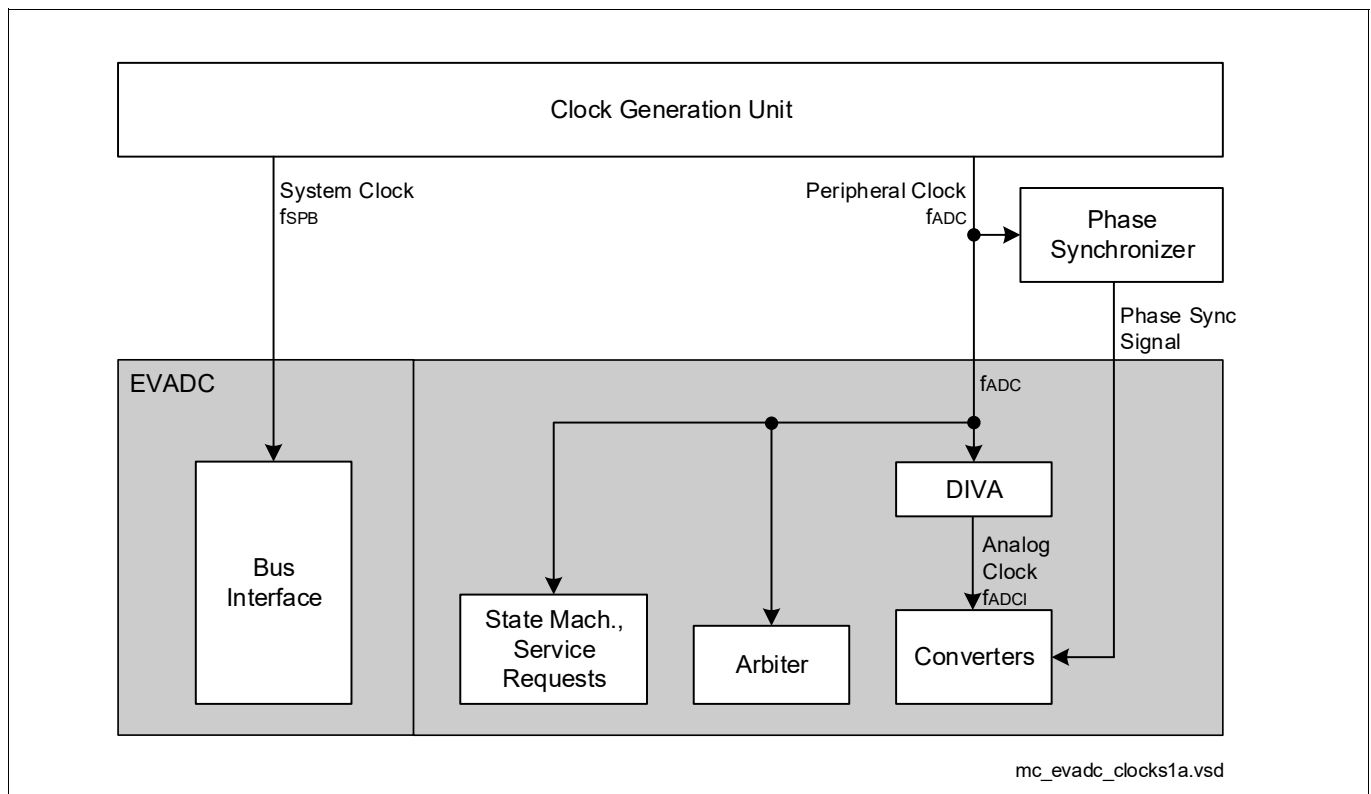 Clock Generation Unit
System Clock
fSPB
Peripheral Clock
fADC
Phase
Synchronizer
Phase Sync
Signal
EVADC
fADC
DIVA
Analog
Clock
fADCI
Bus
Interface
State Mach.,
Service
Requests
Arbiter
Converters
mc_evadc_clocks1a.vsd